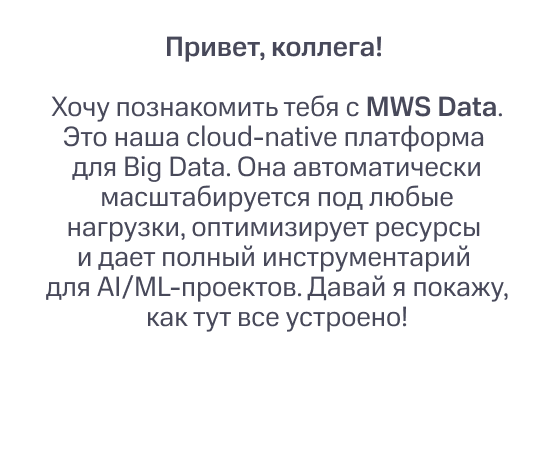 Привет, коллега!
Хочу познакомить тебя с MWS Data.
Это наша cloud-native платформа
для Big Data. Она автоматически
масштабируется под любые
нагрузки, оптимизирует ресурсы
и дает полный инструментарий
для AI/ML-проектов. Давай я покажу,
как тут все устроено!